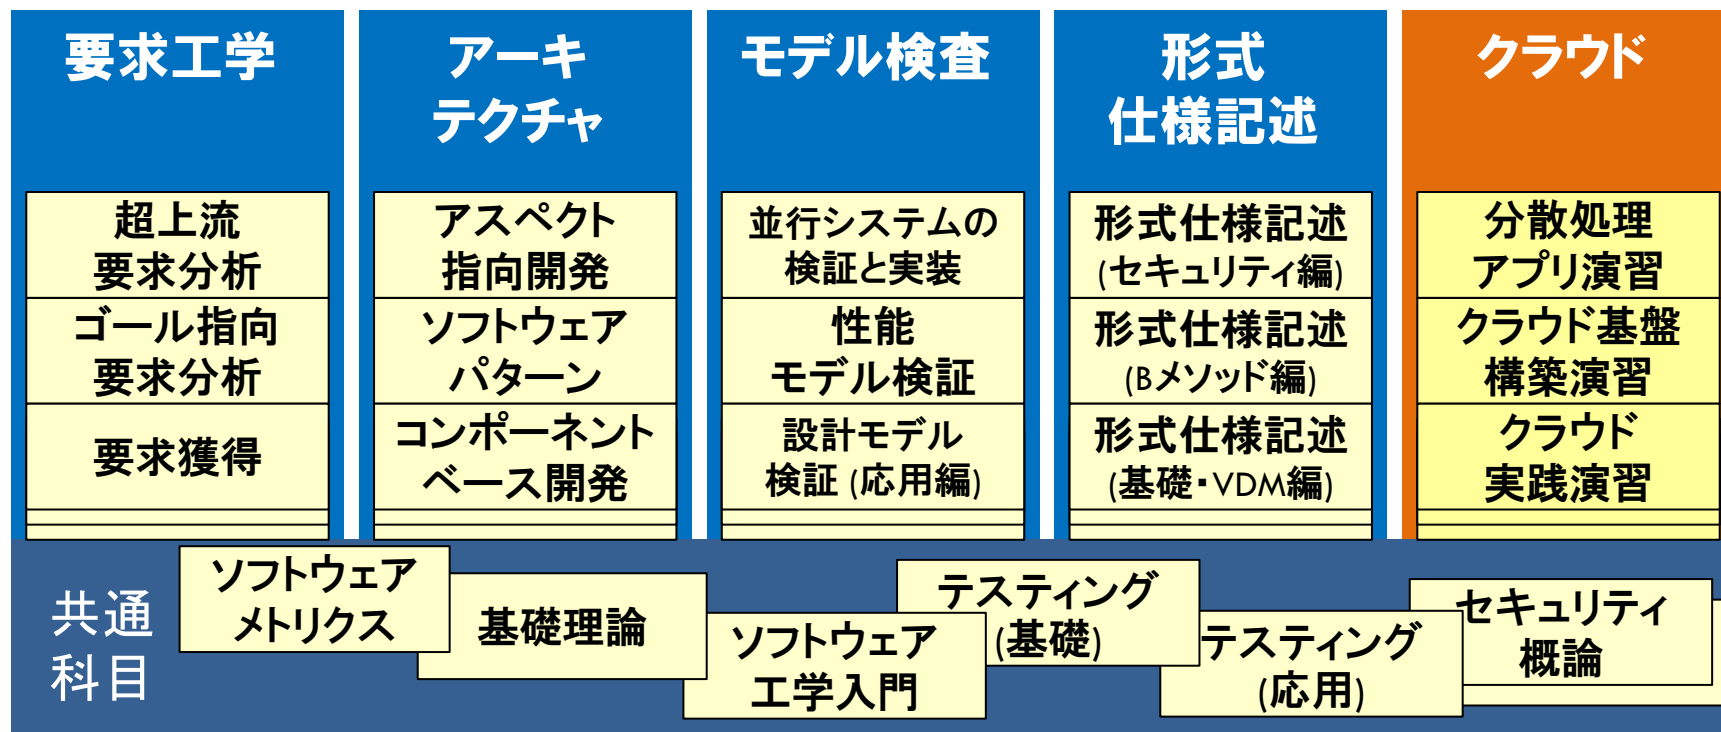 要求工学
アーキ
テクチャ
モデル検査
形式
仕様記述
クラウド
超上流
要求分析
ゴール指向
要求分析
要求獲得
アスペクト
指向開発
ソフトウェア
パターン
コンポーネント
ベース開発
並行システムの
検証と実装
性能
モデル検証
設計モデル
検証 (応用編)
形式仕様記述
(セキュリティ編)
形式仕様記述
(Bメソッド編)
形式仕様記述
(基礎・VDM編)
分散処理
アプリ演習
クラウド基盤
構築演習
クラウド
実践演習
共通
科目
ソフトウェア
メトリクス
基礎理論
ソフトウェア
工学入門
テスティング
(基礎)
テスティング
(応用)
セキュリティ
概論